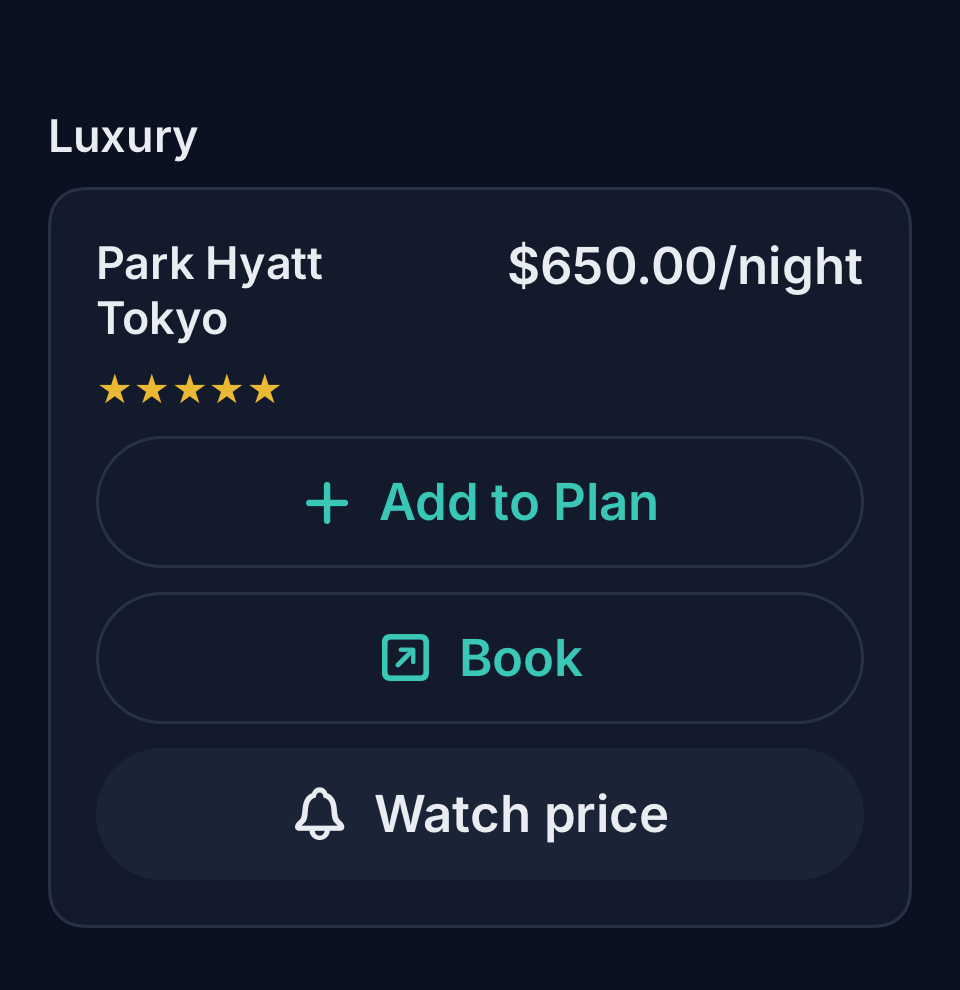 Luxury
Park Hyatt
Tokyo
$650.00/night
★★★★★
Add to Plan
Book
Watch price